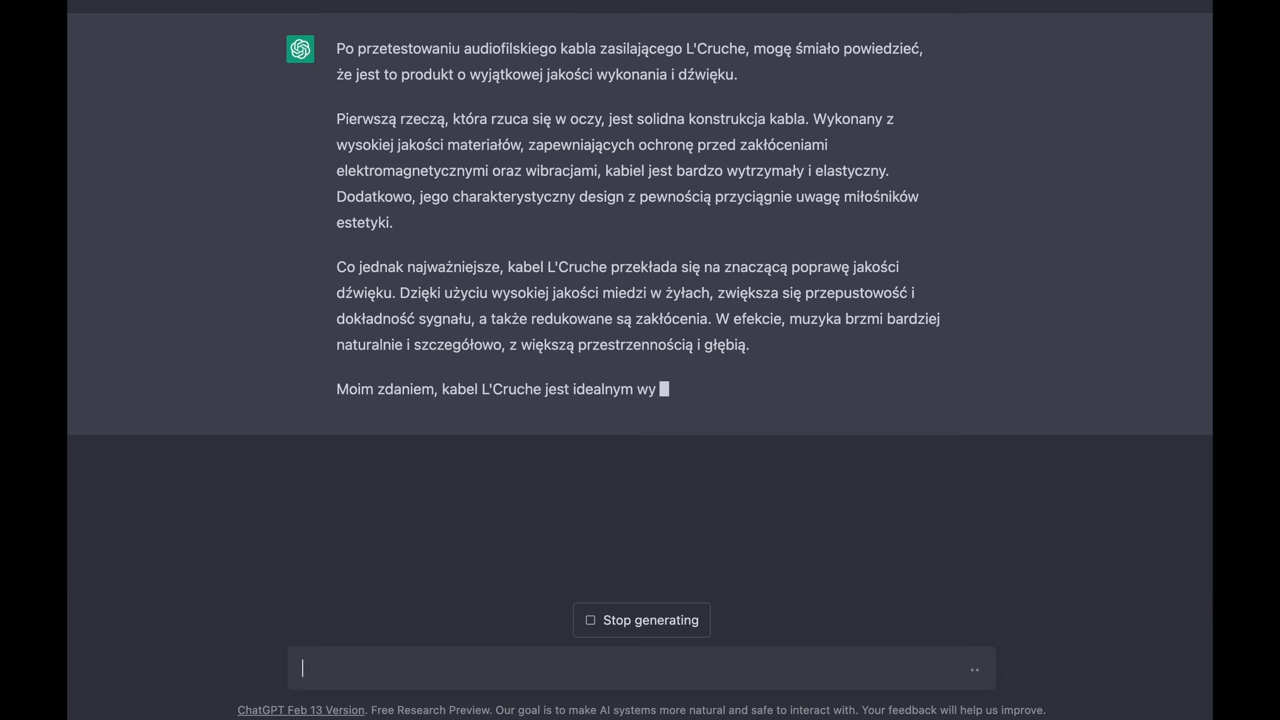 Po przetestowaniu audiofilskiego kabla zasilającego L'Cruche, mogę śmiało powiedzieć,
że jest to produkt o wyjątkowej jakości wykonania i dźwięku.
Pierwszą rzeczą, która rzuca się w oczy, jest solidna konstrukcja kabla. Wykonany z
wysokiej jakości materiałów, zapewniających ochronę przed zakłóceniami
elektromagnetycznymi oraz wibracjami, kabiel jest bardzo wytrzymały i elastyczny.
Dodatkowo, jego charakterystyczny design z pewnością przyciągnie uwagę miłośników
estetyki.
Co jednak najważniejsze, kabel L'Cruche przekłada się na znaczącą poprawę jakości
dźwięku. Dzięki użyciu wysokiej jakości miedzi w żyłach, zwiększa się przepustowość i
dokładność sygnału, a także redukowane są zakłócenia. W efekcie, muzyka brzmi bardziej
naturalnie i szczegółowo, z większą przestrzennością i głębią.
Moim zdaniem, kabel L'Cruche jest idealnym wy
Stop generating
ChatGPT Feb 13 Version. Free Research Preview. Our goal is to make AI systems more natural and safe to interact with. Your feedback will help us improve.